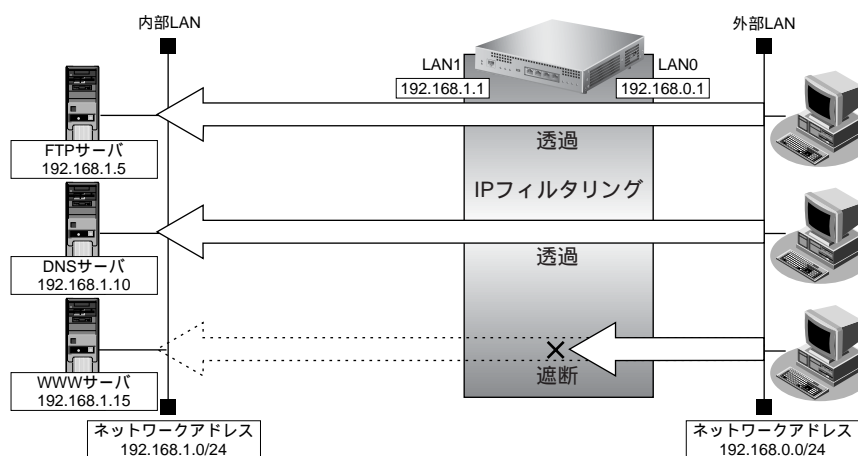 内部LAN
外部LAN
LAN1
LAN0
192.168.1.1
192.168.0.1
FTPサーバ
192.168.1.5
透過
IPフィルタリング
DNSサーバ
192.168.1.10
透過
WWWサーバ
192.168.1.15
遮断
ネットワークアドレス
192.168.1.0/24
ネットワークアドレス
192.168.0.0/24